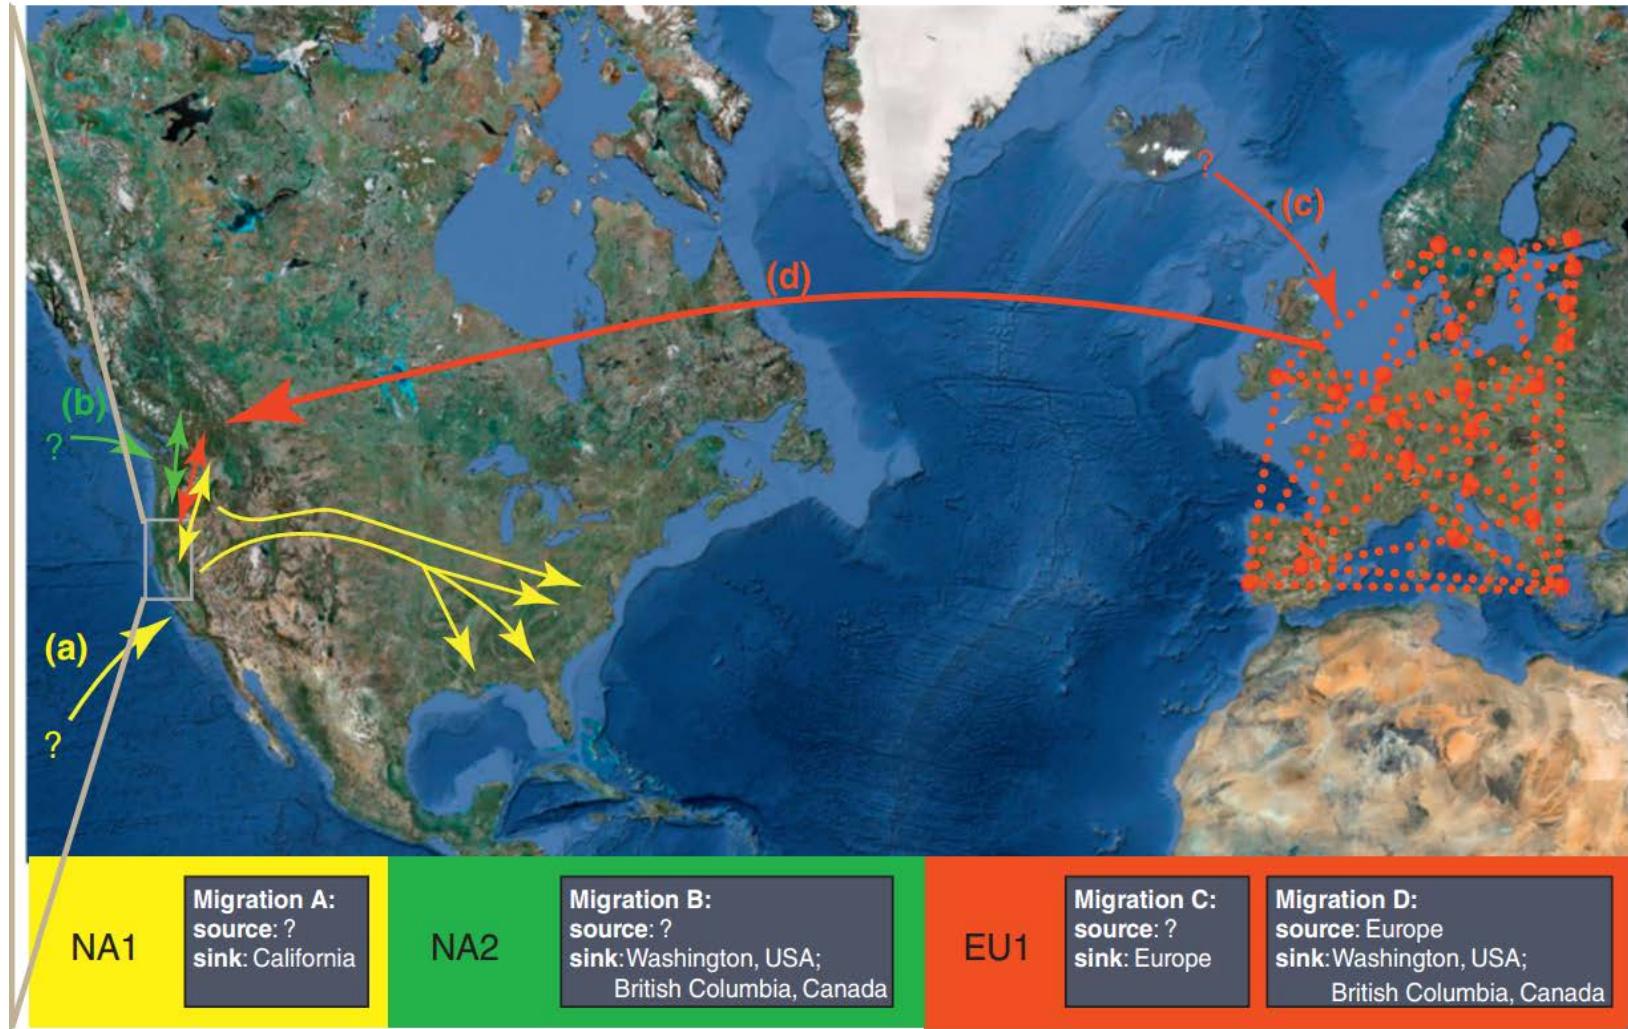 ?
(c)
(d)
(b)
?
(a)
?
NA1
Migration A:
source: ?
sink: California
NA2
Migration B:
source: ?
sink:Washington, USA;
British Columbia, Canada
EU1
Migration C:
source: ?
sink: Europe
Migration D:
source: Europe
sink:Washington, USA;
British Columbia, Canada